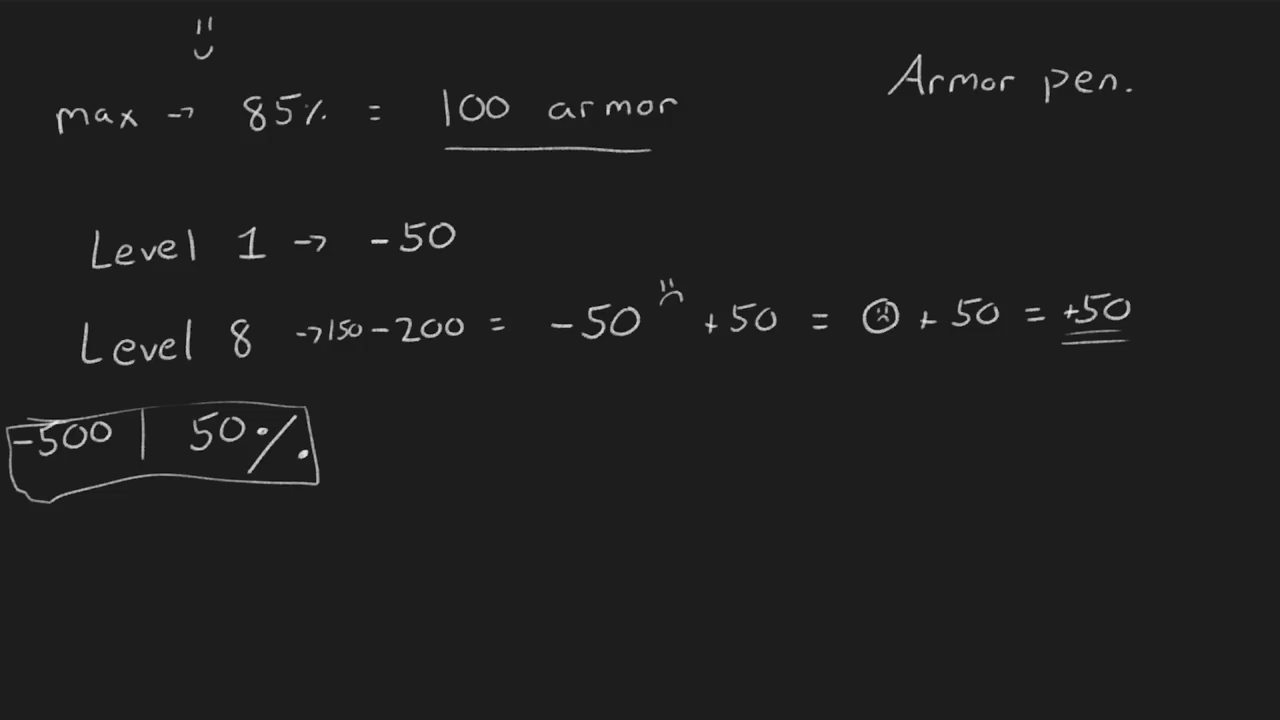 Armor pen.
max → 85% = 100 armor
Level 1 → -50
Level 8 → 150 - 200 = -50 + 50 = + 50 = +50
-500 | 50%